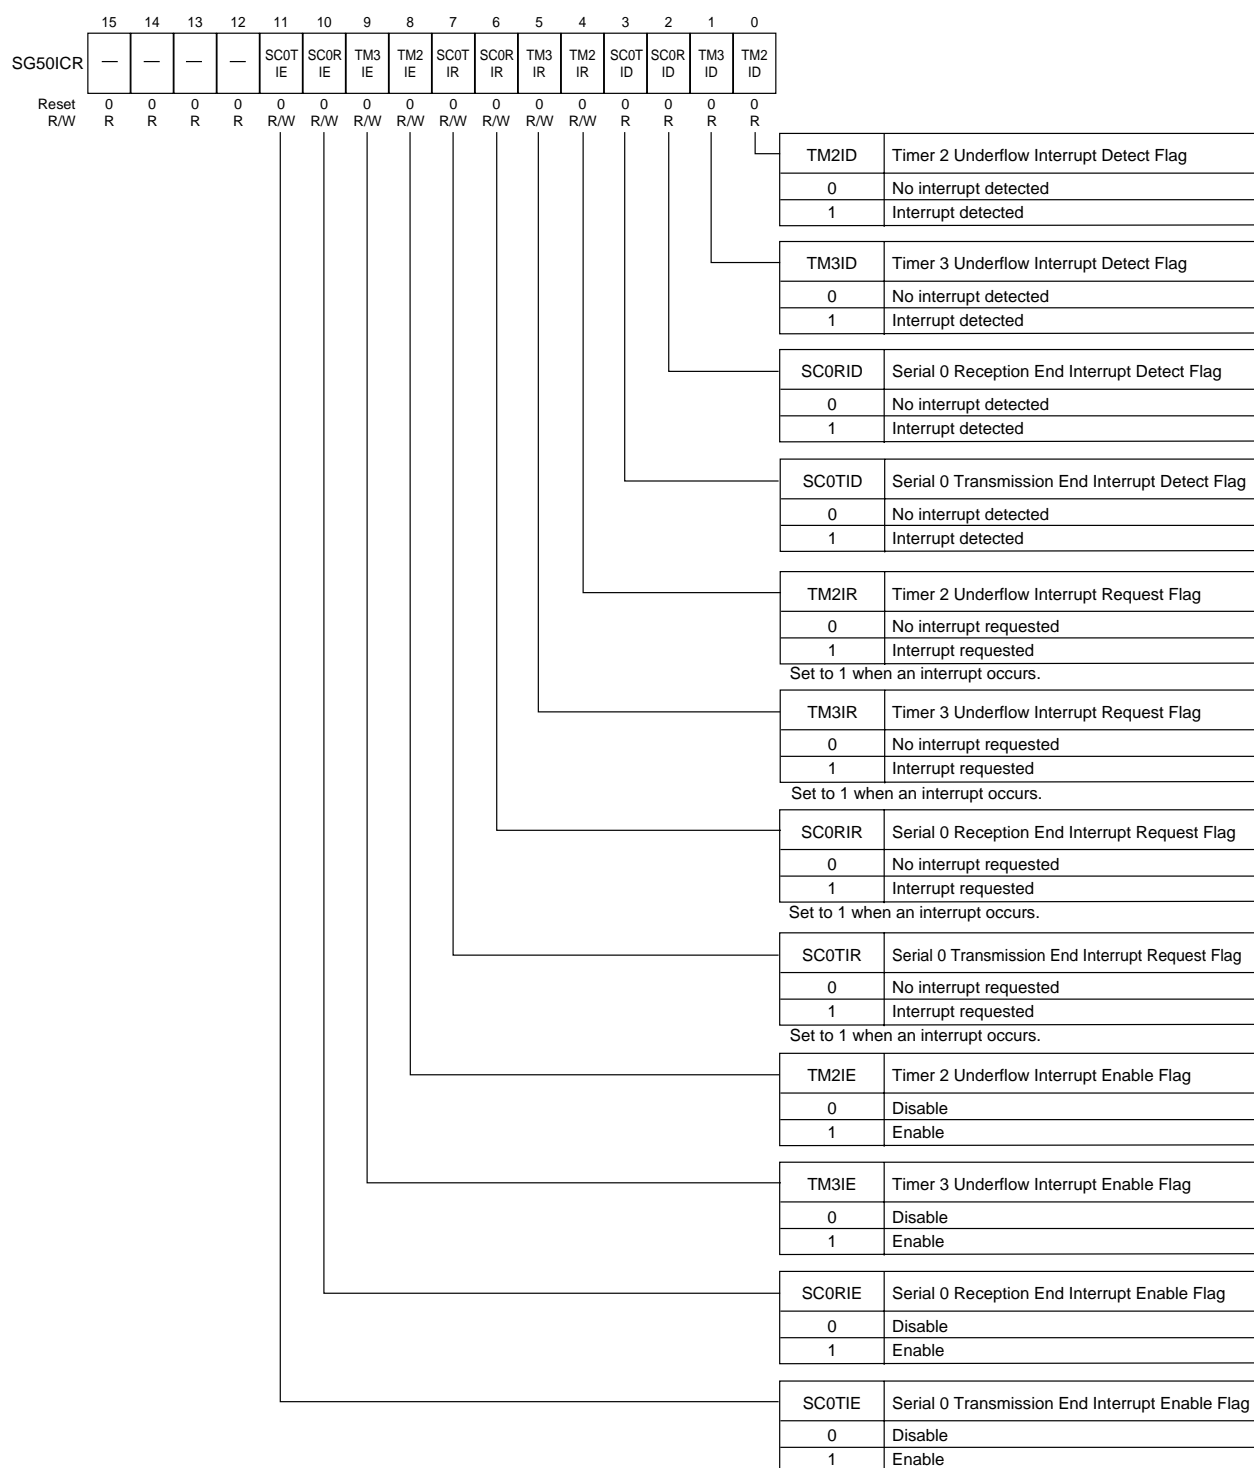 15 14 13 12 11 10 9 8 7 6 5 4 3 2 1 0
SG50ICR — — — — SC0T IE SC0R IE TM3 IE TM2 IE SC0T IR SC0R IR TM3 IR TM2 IR SC0T ID SC0R ID TM3 ID TM2 ID
Reset 0 0 0 0 0 0 0 0 0 0 0 0 0 0 0 0
R/W R R R R R/W R/W R/W R/W R/W R/W R/W R/W R R R R
TM2ID Timer 2 Underflow Interrupt Detect Flag
0 No interrupt detected
1 Interrupt detected
TM3ID Timer 3 Underflow Interrupt Detect Flag
0 No interrupt detected
1 Interrupt detected
SC0RID Serial 0 Reception End Interrupt Detect Flag
0 No interrupt detected
1 Interrupt detected
SC0TID Serial 0 Transmission End Interrupt Detect Flag
0 No interrupt detected
1 Interrupt detected
TM2IR Timer 2 Underflow Interrupt Request Flag
0 No interrupt requested
1 Interrupt requested
Set to 1 when an interrupt occurs.
TM3IR Timer 3 Underflow Interrupt Request Flag
0 No interrupt requested
1 Interrupt requested
Set to 1 when an interrupt occurs.
SC0RIR Serial 0 Reception End Interrupt Request Flag
0 No interrupt requested
1 Interrupt requested
Set to 1 when an interrupt occurs.
SC0TIR Serial 0 Transmission End Interrupt Request Flag
0 No interrupt requested
1 Interrupt requested
Set to 1 when an interrupt occurs.
TM2IE Timer 2 Underflow Interrupt Enable Flag
0 Disable
1 Enable
TM3IE Timer 3 Underflow Interrupt Enable Flag
0 Disable
1 Enable
SC0RIE Serial 0 Reception End Interrupt Enable Flag
0 Disable
1 Enable
SC0TIE Serial 0 Transmission End Interrupt Enable Flag
0 Disable
1 Enable